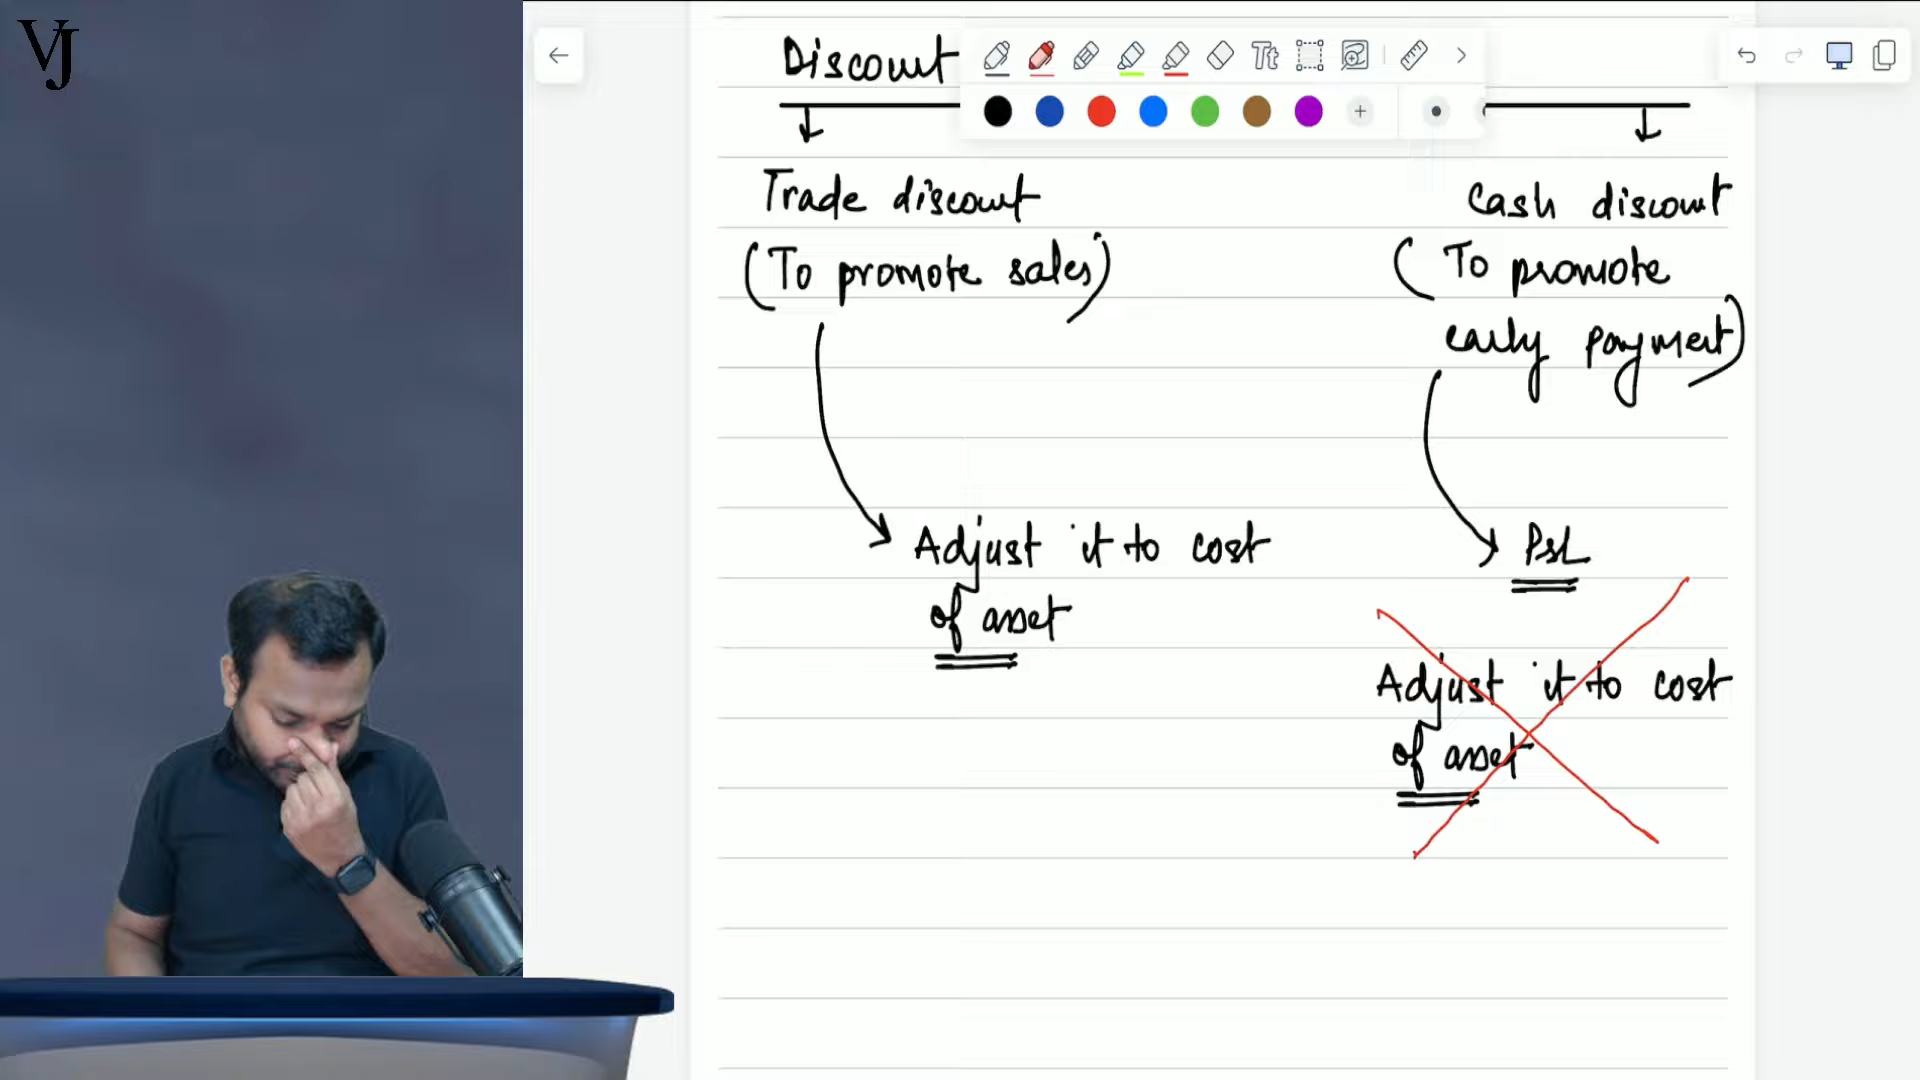 VJ
Discount
Tt
Trade discount
(To promote sales)
Cash discount
(To promote
early payment)
Adjust it to cost
of asset
P&L
Adjust it to cost
of asset